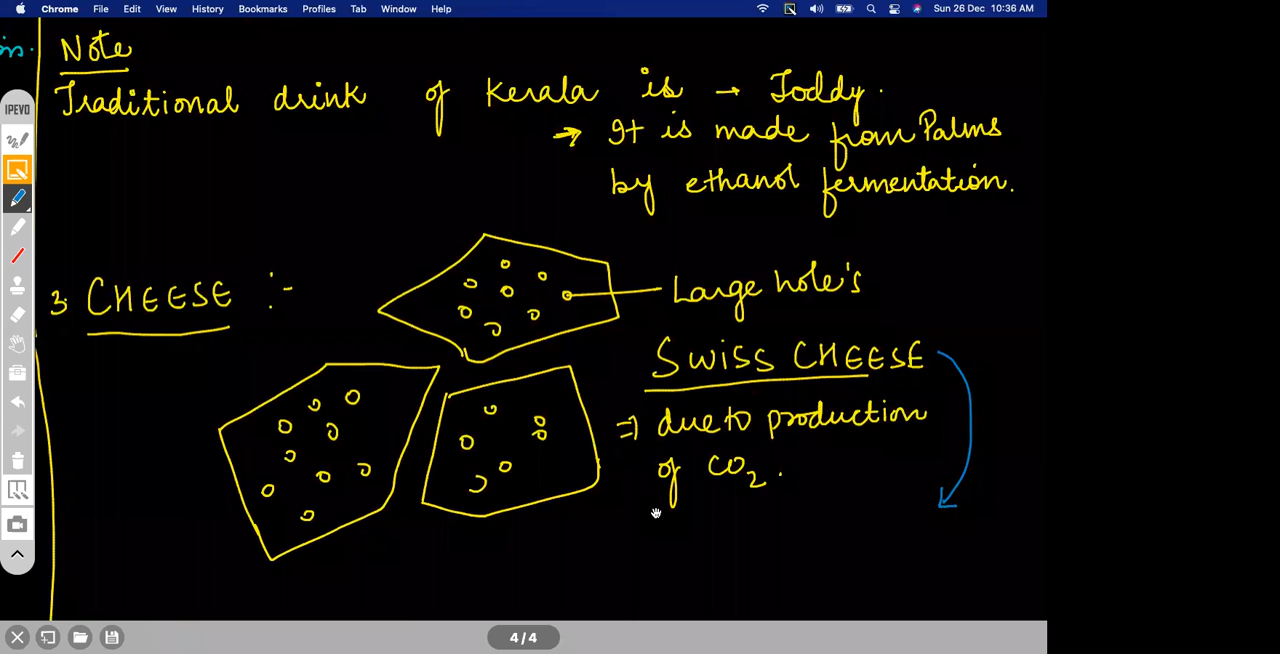 Chrome File Edit View History Bookmarks Profiles Tab Window Help Sun 26 Dec 10:36 AM
Note
Traditional drink of Kerala is → Toddy.
→ It is made from Palms
by ethanol fermentation.
IPEVO
3. CHEESE :-
Large hole's
SWISS CHEESE
⇒ due to production
of CO2.
4/4